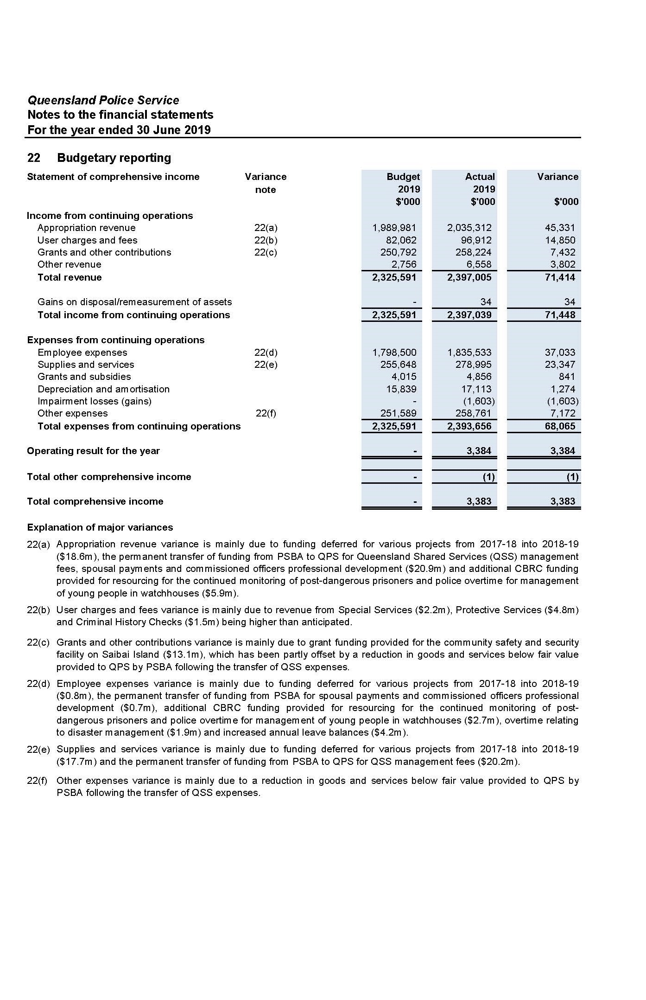 Queensland Police Service
Notes to the financial statements
For the year ended 30 June 2019
22 Budgetary reporting
Statement of comprehensive income Variance note Budget 2019 $'000 Actual 2019 $'000 Variance $'000
Income from continuing operations
Appropriation revenue 22(a) 1,989,981 2,035,312 45,331
User charges and fees 22(b) 82,062 96,912 14,850
Grants and other contributions 22(c) 250,792 258,224 7,432
Other revenue 2,756 6,558 3,802
Total revenue 2,325,591 2,397,005 71,414
Gains on disposal/remeasurement of assets - 34 34
Total income from continuing operations 2,325,591 2,397,039 71,448
Expenses from continuing operations
Employee expenses 22(d) 1,798,500 1,835,533 37,033
Supplies and services 22(e) 255,648 278,995 23,347
Grants and subsidies 4,015 4,856 841
Depreciation and amortisation 15,839 17,113 1,274
Impairment losses (gains) - (1,603) (1,603)
Other expenses 22(f) 251,589 258,761 7,172
Total expenses from continuing operations 2,325,591 2,393,656 68,065
Operating result for the year - 3,384 3,384
Total other comprehensive income - (1) (1)
Total comprehensive income - 3,383 3,383
Explanation of major variances
22(a) Appropriation revenue variance is mainly due to funding deferred for various projects from 2017-18 into 2018-19
($18.6m), the permanent transfer of funding from PSBA to QPS for Queensland Shared Services (QSS) management
fees, spousal payments and commissioned officers professional development ($20.9m) and additional CBRC funding
provided for resourcing for the continued monitoring of post-dangerous prisoners and police overtime for management
of young people in watchhouses ($5.9m).
22(b) User charges and fees variance is mainly due to revenue from Special Services ($2.2m), Protective Services ($4.8m)
and Criminal History Checks ($1.5m) being higher than anticipated.
22(c) Grants and other contributions variance is mainly due to grant funding provided for the community safety and security
facility on Saibai Island ($13.1m), which has been partly offset by a reduction in goods and services below fair value
provided to QPS by PSBA following the transfer of QSS expenses.
22(d) Employee expenses variance is mainly due to funding deferred for various projects from 2017-18 into 2018-19
($0.8m), the permanent transfer of funding from PSBA for spousal payments and commissioned officers professional
development ($0.7m), additional CBRC funding provided for resourcing for the continued monitoring of post-
dangerous prisoners and police overtime for management of young people in watchhouses ($2.7m), overtime relating
to disaster management ($1.9m) and increased annual leave balances ($4.2m).
22(e) Supplies and services variance is mainly due to funding deferred for various projects from 2017-18 into 2018-19
($17.7m) and the permanent transfer of funding from PSBA to QPS for QSS management fees ($20.2m).
22(f) Other expenses variance is mainly due to a reduction in goods and services below fair value provided to QPS by
PSBA following the transfer of QSS expenses.